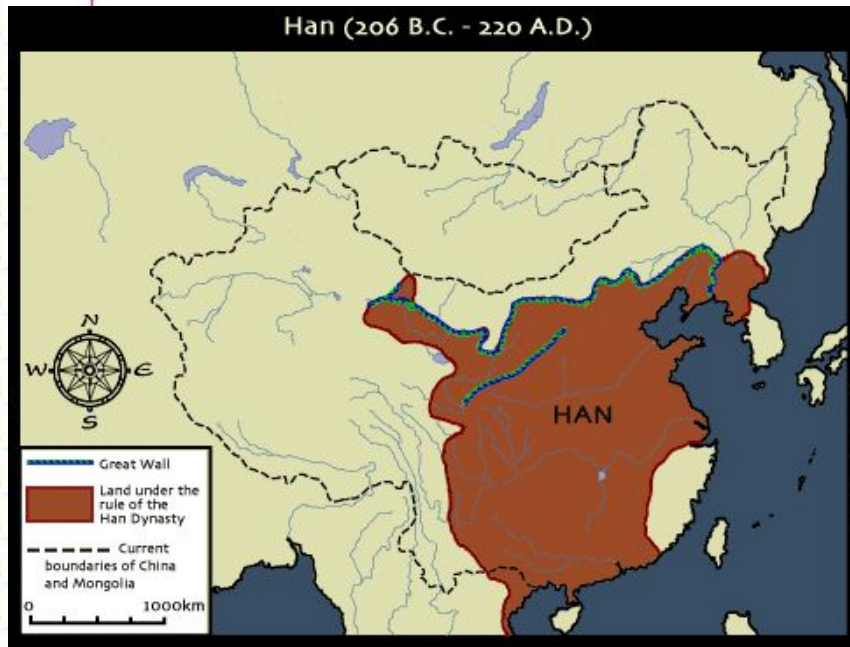 Han (206 B.C. - 220 A.D.)
N
W E
S
HAN
Great Wall
Land under the
rule of the
Han Dynasty
Current
boundaries of China
and Mongolia
0 1000km